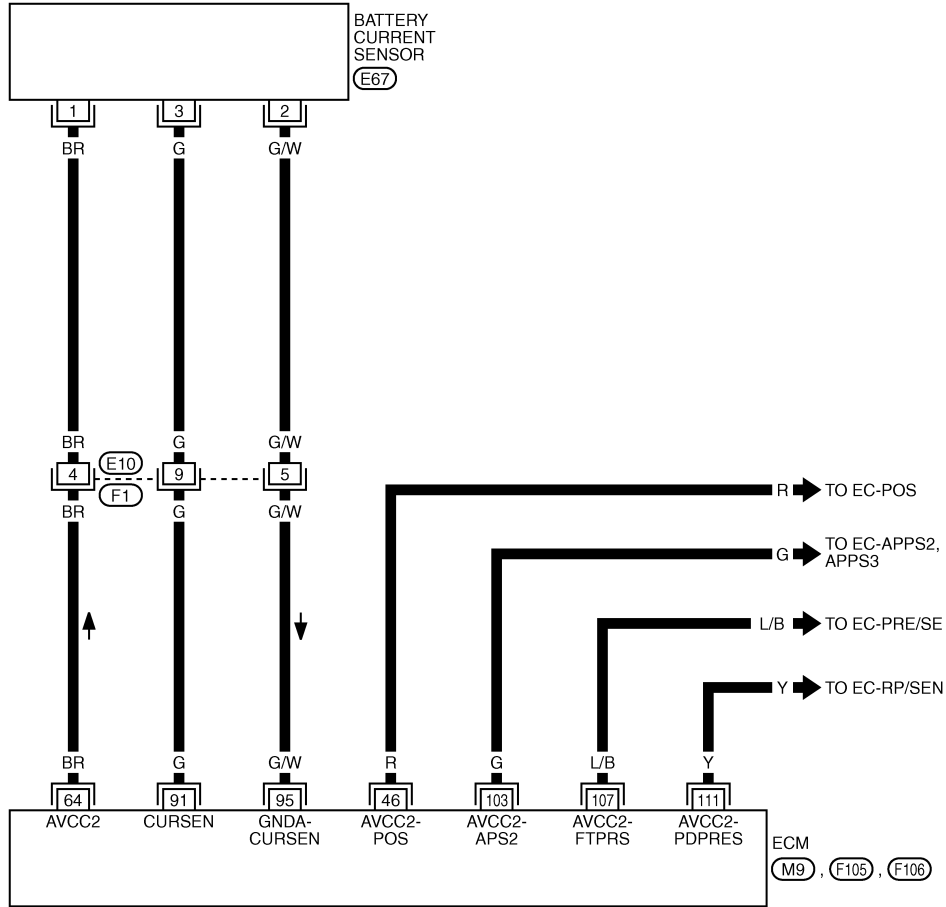 BATTERY
CURRENT
SENSOR
E67
1 3 2
BR G G/W
BR G G/W
4 E10 9 5
F1
BR G G/W
R TO EC-POS
G TO EC-APPS2,
APPS3
L/B TO EC-PRE/SE
Y TO EC-RP/SEN
BR G G/W R G L/B Y
64 91 95 46 103 107 111
AVCC2 CURSEN GNDA- AVCC2- AVCC2- AVCC2- AVCC2-
CURSEN POS APS2 FTPRS PDPRES
ECM
M9 , F105 , F106